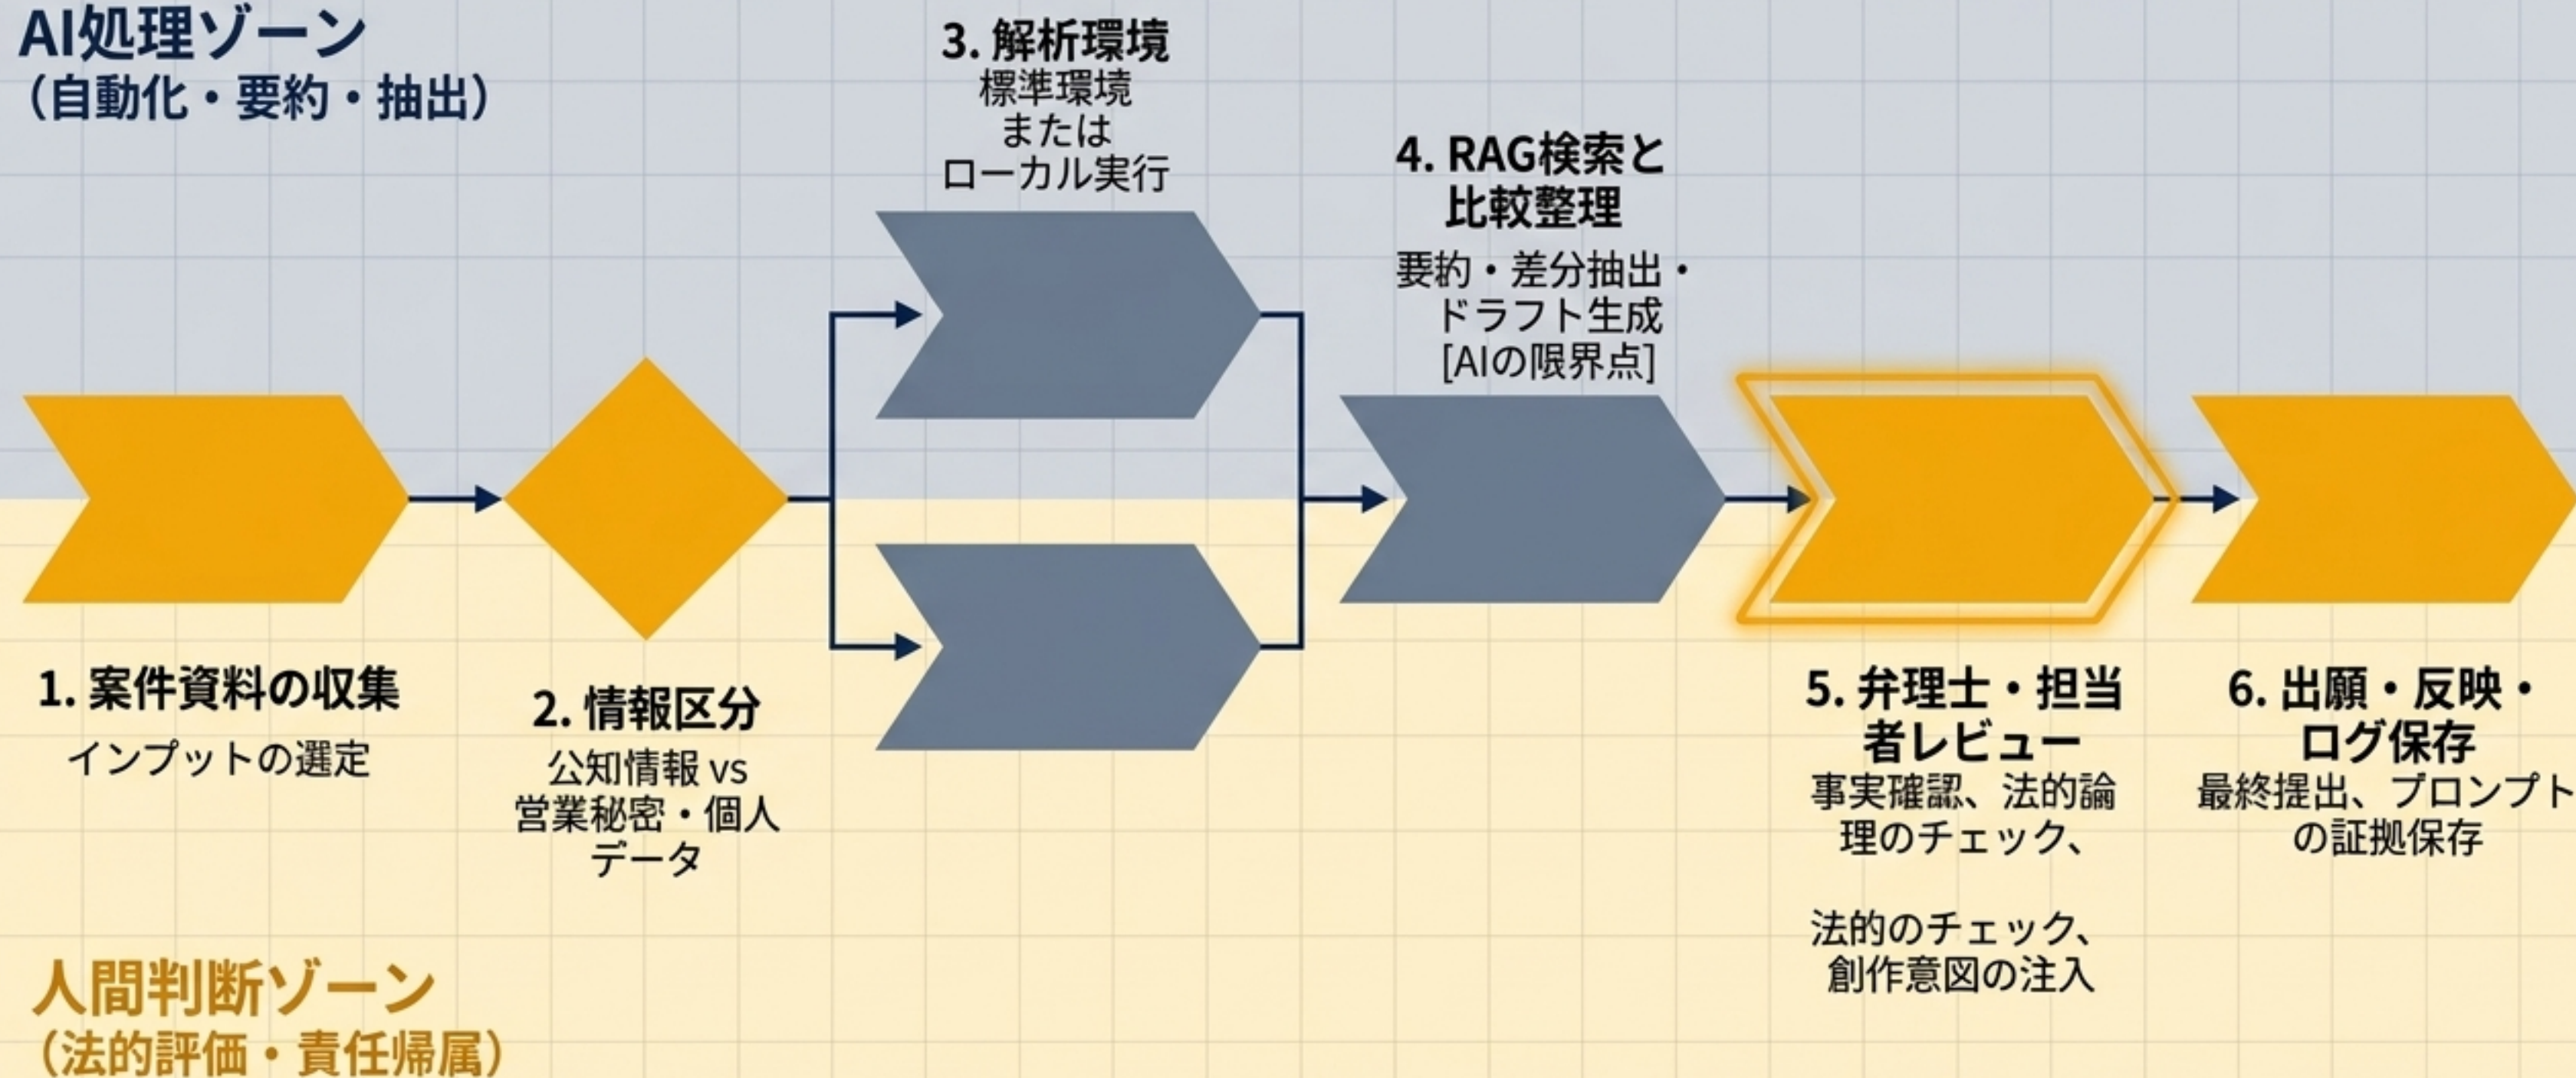 AI処理ゾーン
（自動化・要約・抽出）
3. 解析環境
標準環境
または
ローカル実行
4. RAG検索と
比較整理
要約・差分抽出・
ドラフト生成
[AIの限界点]
1. 案件資料の収集
インプットの選定
2. 情報区分
公知情報 vs
営業秘密・個人
データ
5. 弁理士・担当
者レビュー
事実確認、法的論
理のチェック、
法的のチェック、
創作意図の注入
6. 出願・反映・
ログ保存
最終提出、プロンプト
の証拠保存
人間判断ゾーン
（法的評価・責任帰属）